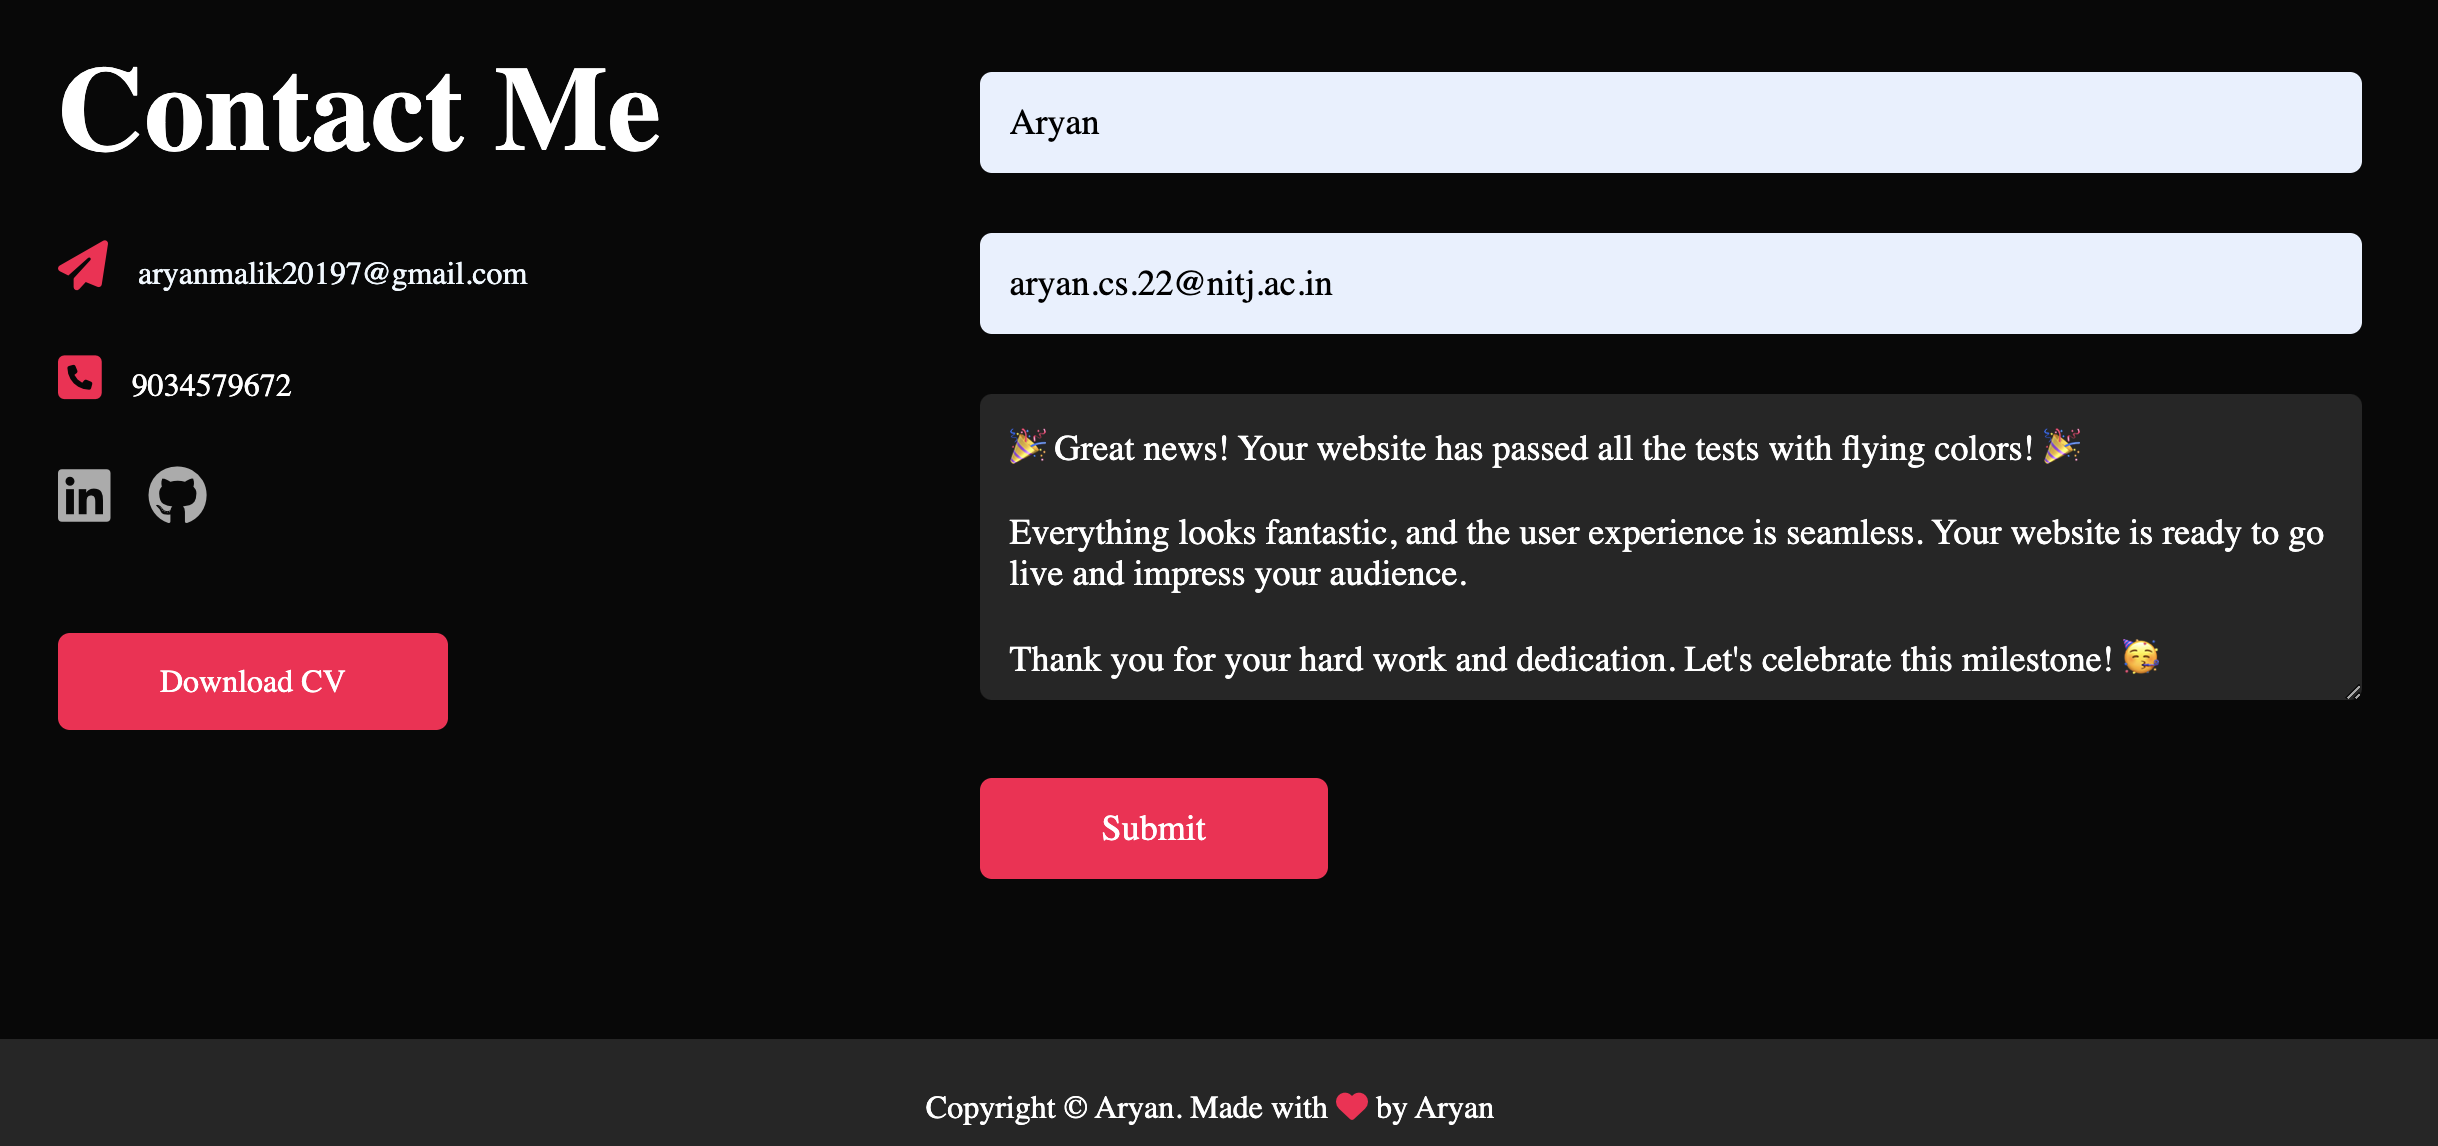 Contact Me
aryanmalik20197@gmail.com
9034579672
in
Download CV
Aryan
aryan.cs.22@nitj.ac.in
🎉 Great news! Your website has passed all the tests with flying colors! 🎉
Everything looks fantastic, and the user experience is seamless. Your website is ready to go
live and impress your audience.
Thank you for your hard work and dedication. Let's celebrate this milestone! 🥳
Submit
Copyright © Aryan. Made with ❤ by Aryan